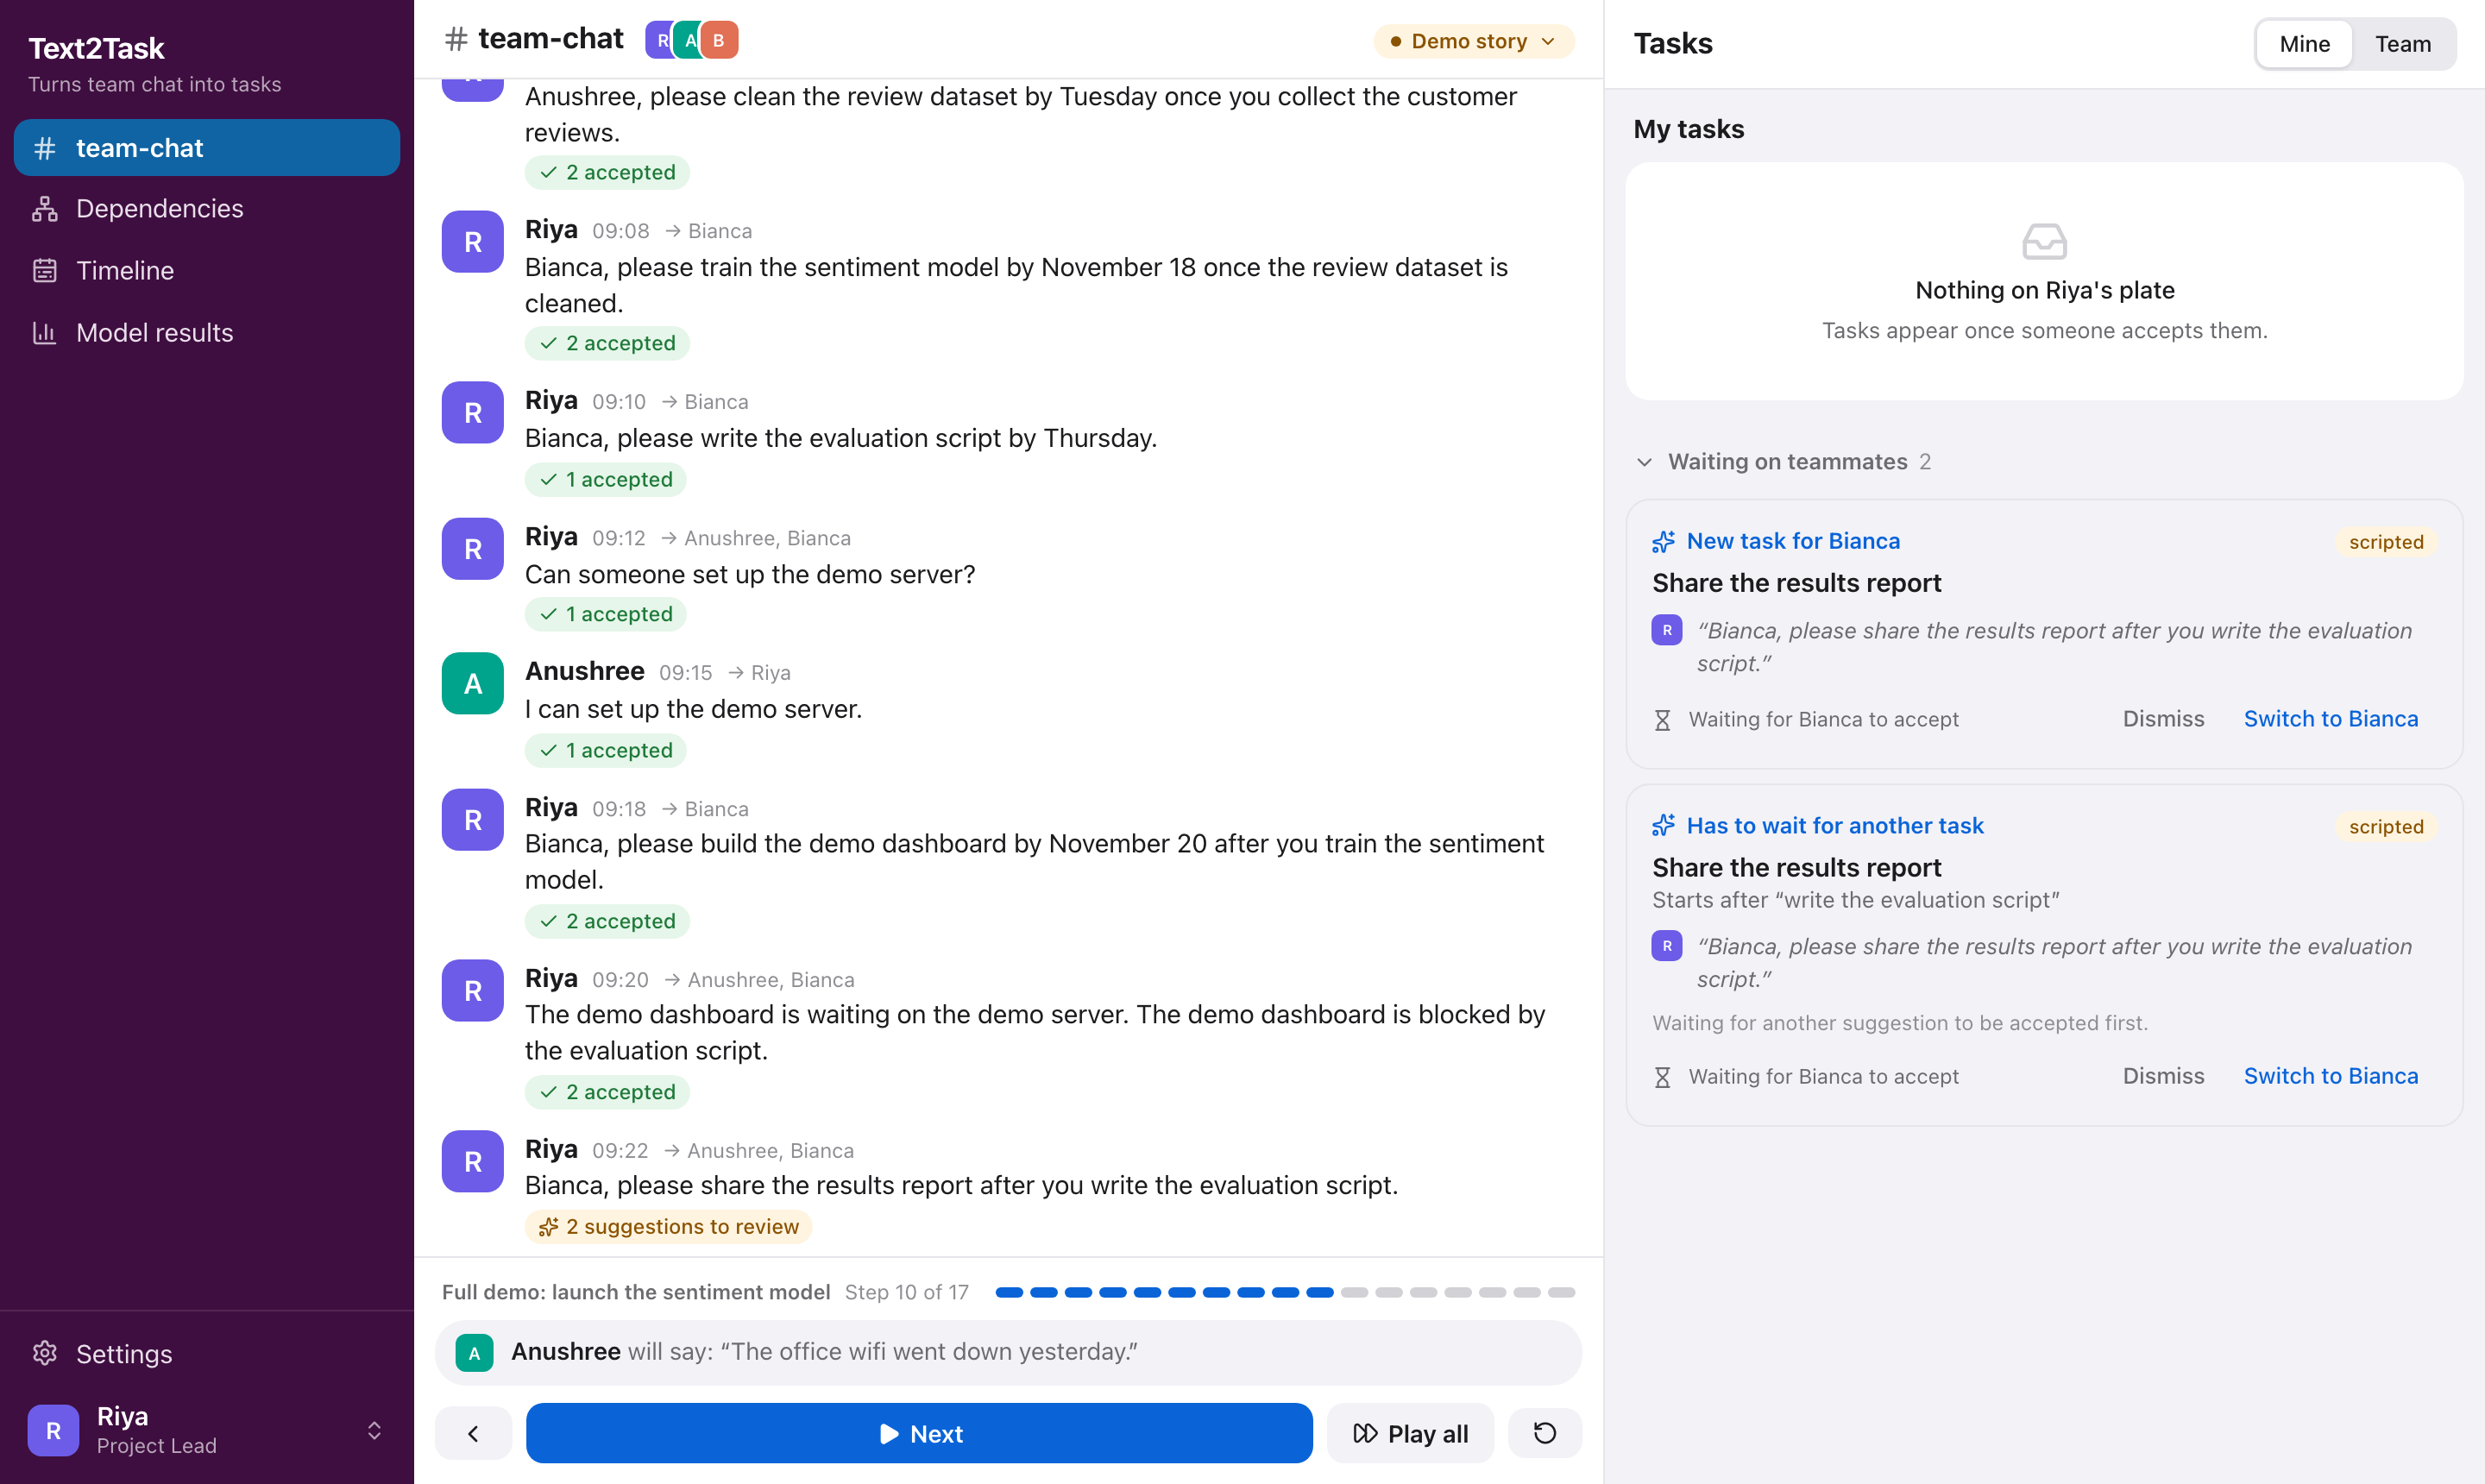 Text2Task
Turns team chat into tasks
# team-chat
Dependencies
Timeline
Model results
Settings
R
Riya
Project Lead
# team-chat
R A B
Demo story
Anushree, please clean the review dataset by Tuesday once you collect the customer
reviews.
2 accepted
R
Riya 09:08 → Bianca
Bianca, please train the sentiment model by November 18 once the review dataset is
cleaned.
2 accepted
R
Riya 09:10 → Bianca
Bianca, please write the evaluation script by Thursday.
1 accepted
R
Riya 09:12 → Anushree, Bianca
Can someone set up the demo server?
1 accepted
A
Anushree 09:15 → Riya
I can set up the demo server.
1 accepted
R
Riya 09:18 → Bianca
Bianca, please build the demo dashboard by November 20 after you train the sentiment
model.
2 accepted
R
Riya 09:20 → Anushree, Bianca
The demo dashboard is waiting on the demo server. The demo dashboard is blocked by
the evaluation script.
2 accepted
R
Riya 09:22 → Anushree, Bianca
Bianca, please share the results report after you write the evaluation script.
2 suggestions to review
Full demo: launch the sentiment model Step 10 of 17
A Anushree will say: “The office wifi went down yesterday.”
Next
Play all
Tasks
Mine Team
My tasks
Nothing on Riya's plate
Tasks appear once someone accepts them.
Waiting on teammates 2
New task for Bianca scripted
Share the results report
R “Bianca, please share the results report after you write the evaluation
script.”
Waiting for Bianca to accept Dismiss Switch to Bianca
Has to wait for another task scripted
Share the results report
Starts after “write the evaluation script”
R “Bianca, please share the results report after you write the evaluation
script.”
Waiting for another suggestion to be accepted first.
Waiting for Bianca to accept Dismiss Switch to Bianca